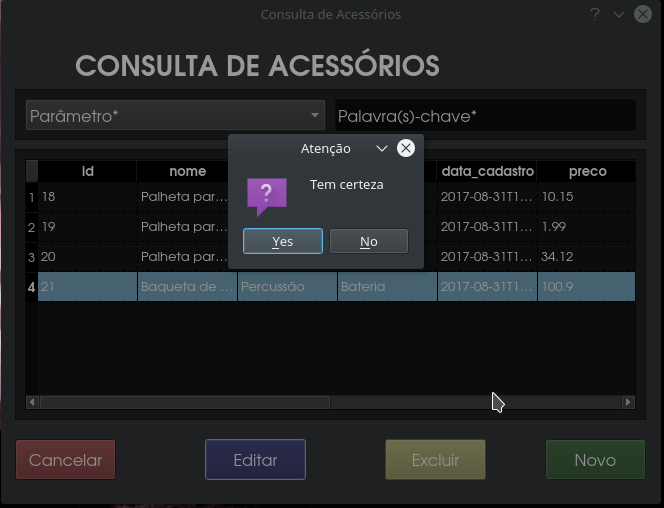 Consulta de Acessórios
CONSULTA DE ACESSÓRIOS
Parâmetro* Palavra(s)-chave*
Atenção
Tem certeza
Yes No
id nome data_cadastro preco
1 18 Palheta par... 2017-08-31T1... 10.15
2 19 Palheta par... 2017-08-31T1... 1.99
3 20 Palheta par... 2017-08-31T1... 34.12
4 21 Baqueta de ... Percussão Bateria 2017-08-31T1... 100.9
Cancelar Editar Excluir Novo